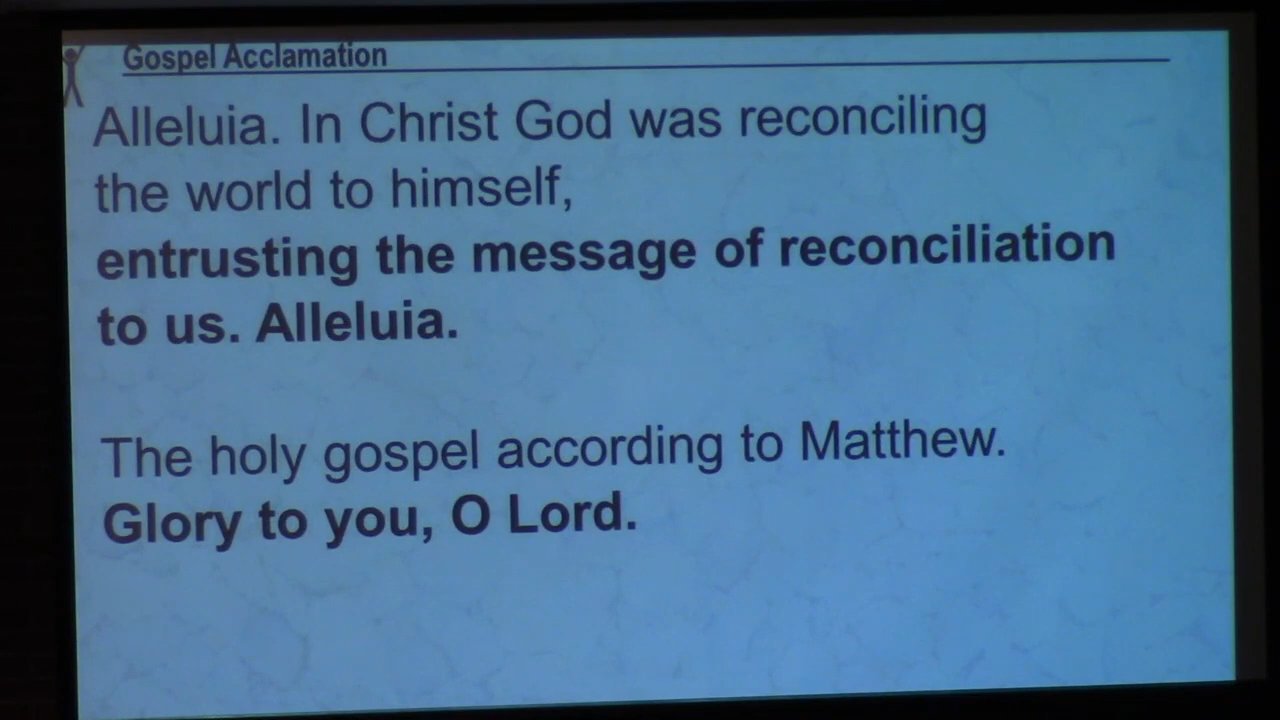 Gospel Acclamation
Alleluia. In Christ God was reconciling
the world to himself,
entrusting the message of reconciliation
to us. Alleluia.
The holy gospel according to Matthew.
Glory to you, O Lord.